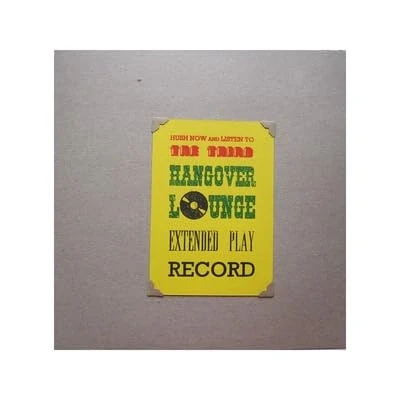 HUSH NOW AND LISTEN TO
THE THIRD
HANGOVER
LOUNGE
EXTENDED PLAY
RECORD